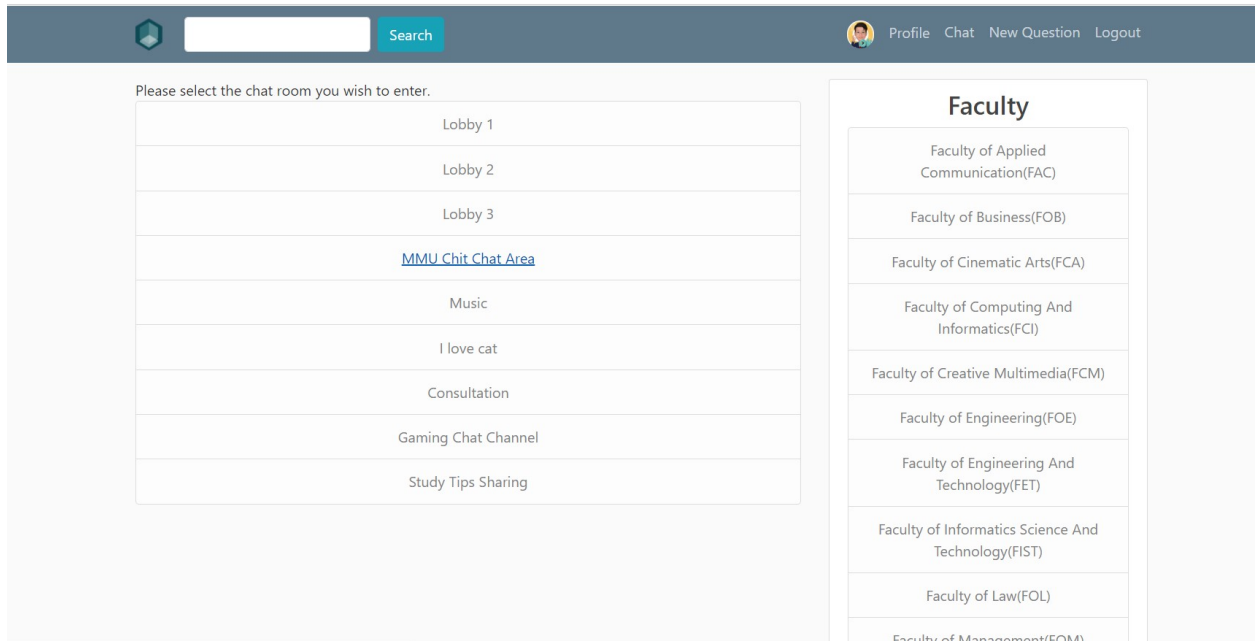 Search
Profile Chat New Question Logout
Please select the chat room you wish to enter.
Lobby 1
Lobby 2
Lobby 3
MMU Chit Chat Area
Music
I love cat
Consultation
Gaming Chat Channel
Study Tips Sharing
Faculty
Faculty of Applied
Communication(FAC)
Faculty of Business(FOB)
Faculty of Cinematic Arts(FCA)
Faculty of Computing And
Informatics(FCI)
Faculty of Creative Multimedia(FCM)
Faculty of Engineering(FOE)
Faculty of Engineering And
Technology(FET)
Faculty of Informatics Science And
Technology(FIST)
Faculty of Law(FOL)
Faculty of Management(FOM)